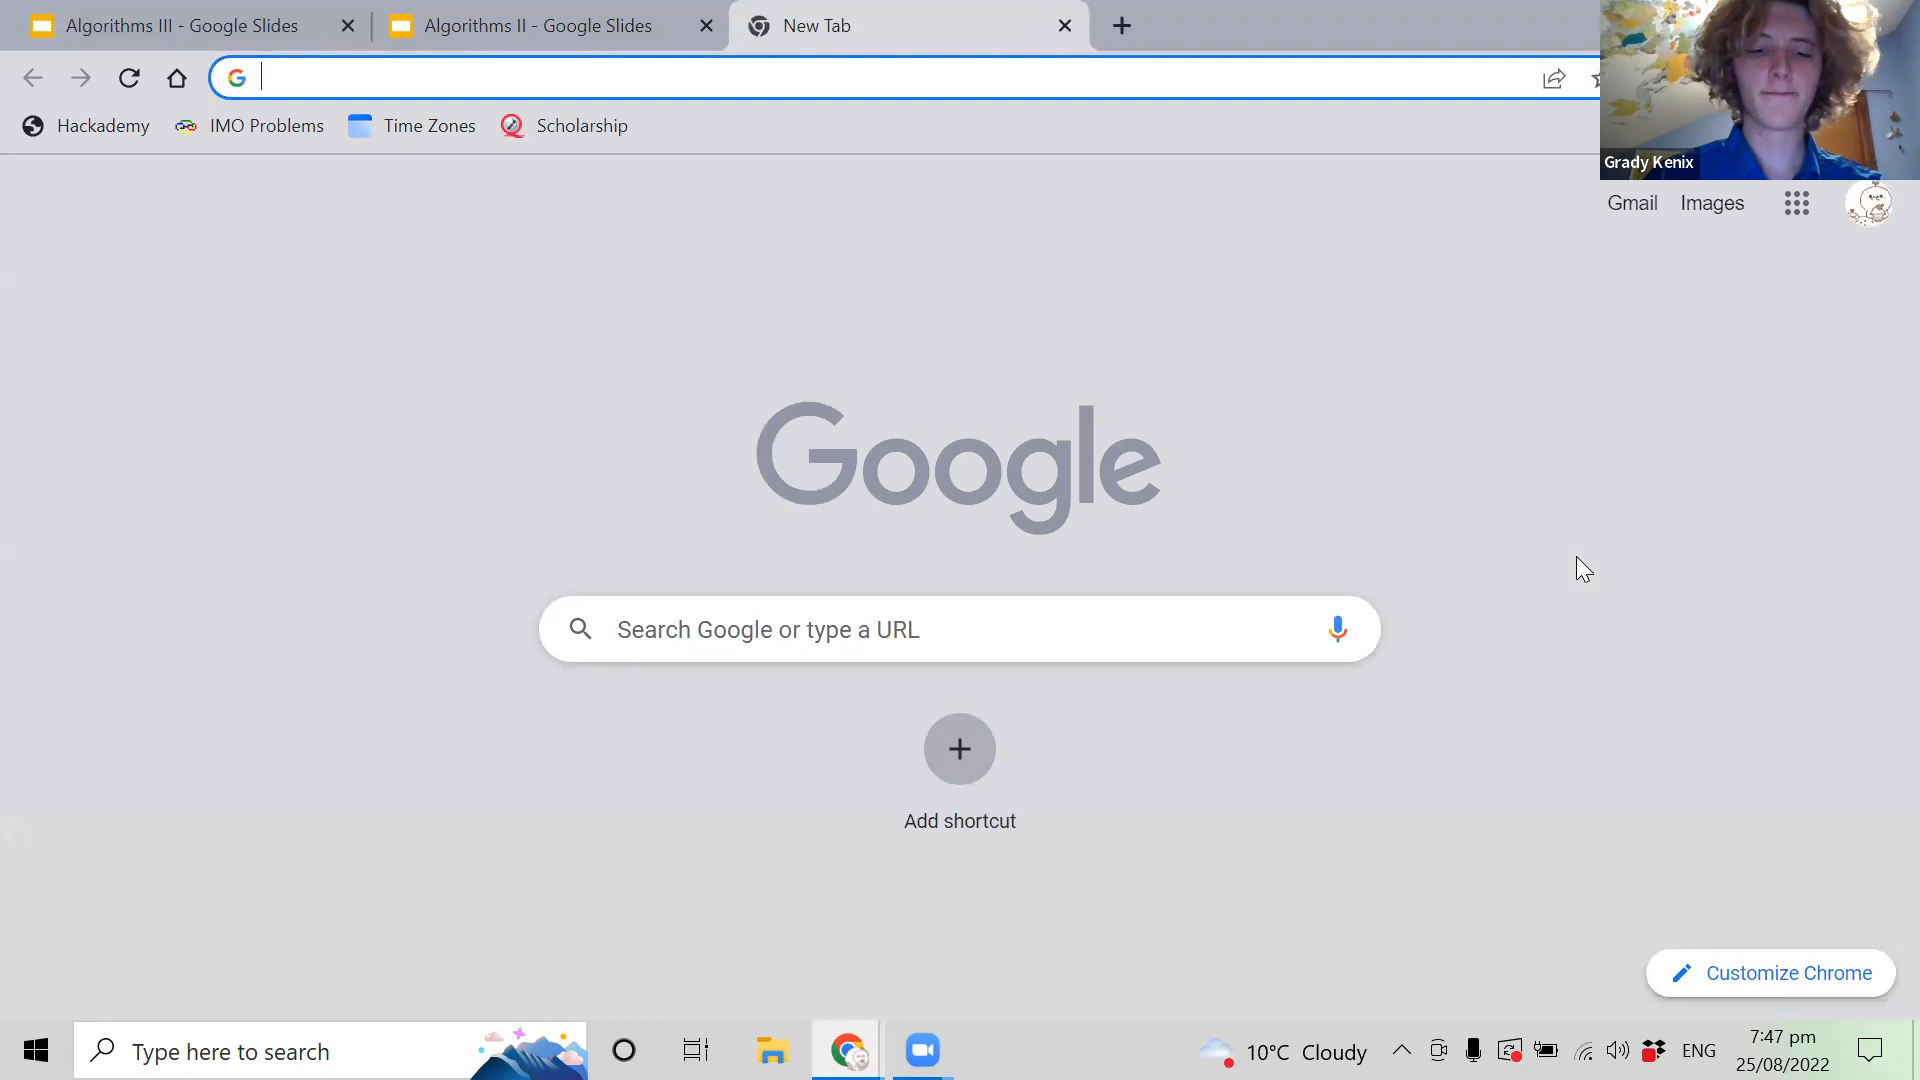 Algorithms III - Google Slides
Algorithms II - Google Slides
New Tab
Hackademy
IMO Problems
Time Zones
Scholarship
Grady Kenix
Gmail
Images
Google
Search Google or type a URL
Add shortcut
Customize Chrome
Type here to search
10°C Cloudy
ENG
7:47 pm
25/08/2022